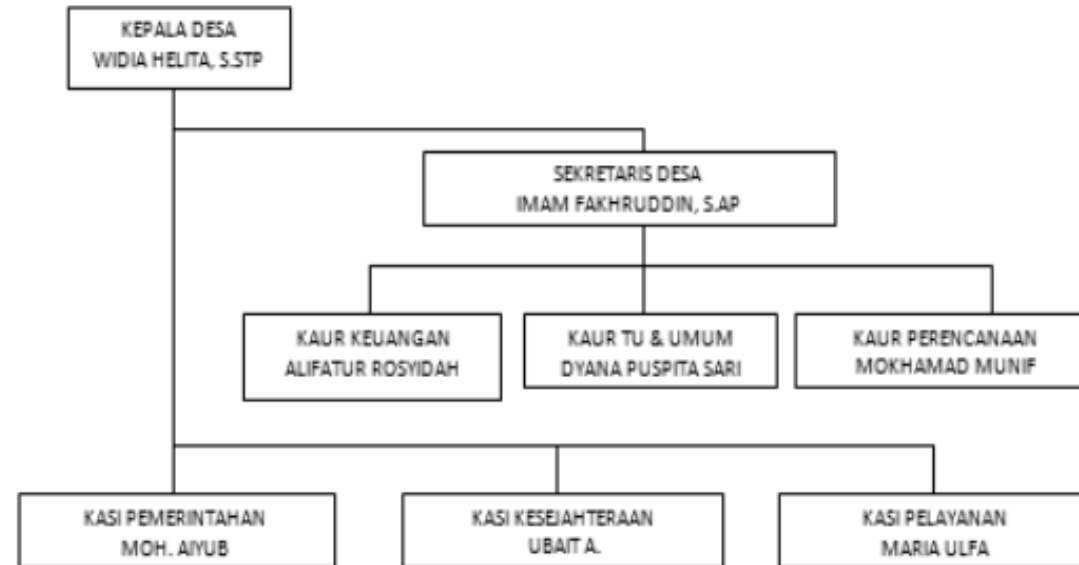 KEPALA DESA
WIDIA HELITA, S.STP
SEKRETARIS DESA
IMAM FAKHRUDDIN, S.AP
KAUR KEUANGAN
ALIFATUR ROSYIDAH
KAUR TU & UMUM
DYANA PUSPITA SARI
KAUR PERENCANAAN
MOKHAMAD MUNIF
KASI PEMERINTAHAN
MOH. AIYUB
KASI KESEJAHTERAAN
UBAIT A.
KASI PELAYANAN
MARIA ULFA